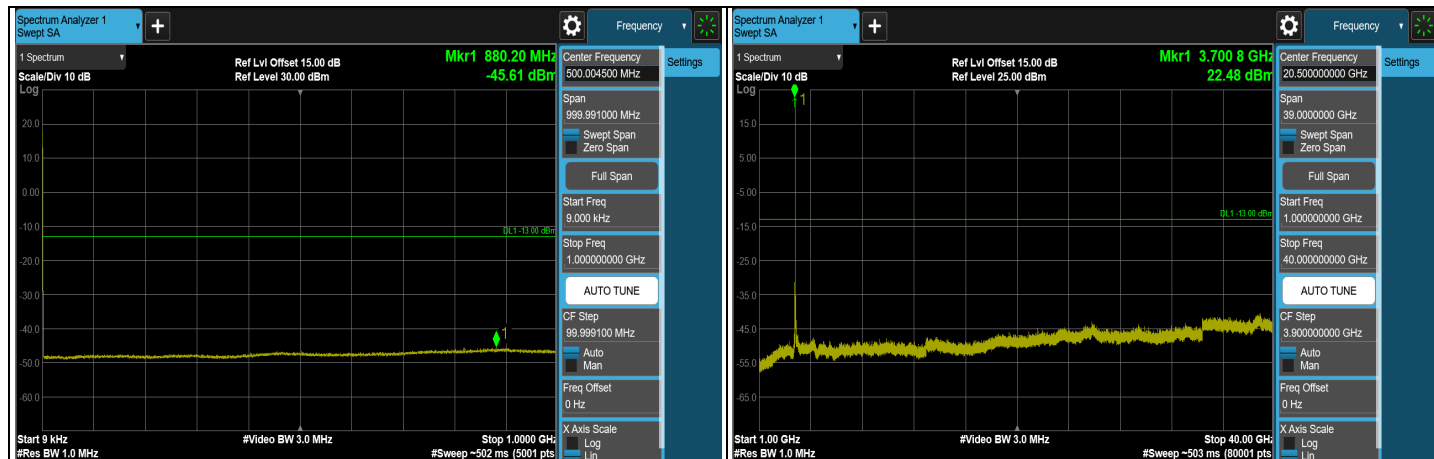 Spectrum Analyzer 1
Swept SA
+
Frequency
1 Spectrum
Scale/Div 10 dB
Log
Ref Lvl Offset 15.00 dB
Ref Level 30.00 dBm
Mkr1 880.20 MHz
-45.61 dBm
20.0
10.0
0.00
-10.0
-20.0
-30.0
-40.0
-50.0
-60.0
DL1 -13.00 dBm
1
Start 9 kHz
#Res BW 1.0 MHz
#Video BW 3.0 MHz
Stop 1.0000 GHz
#Sweep ~502 ms (5001 pts
Center Frequency
500.004500 MHz
Settings
Span
999.991000 MHz
Swept Span
Zero Span
Full Span
Start Freq
9.000 kHz
Stop Freq
1.000000000 GHz
AUTO TUNE
CF Step
99.999100 MHz
Auto
Man
Freq Offset
0 Hz
X Axis Scale
Log
Lin
Spectrum Analyzer 1
Swept SA
+
Frequency
1 Spectrum
Scale/Div 10 dB
Log
Ref Lvl Offset 15.00 dB
Ref Level 25.00 dBm
Mkr1 3.700 8 GHz
22.48 dBm
1
15.0
5.00
-5.00
-15.0
-25.0
-35.0
-45.0
-55.0
-65.0
DL1 -13.00 dBm
Start 1.00 GHz
#Res BW 1.0 MHz
#Video BW 3.0 MHz
Stop 40.00 GHz
#Sweep ~503 ms (80001 pts
Center Frequency
20.500000000 GHz
Settings
Span
39.0000000 GHz
Swept Span
Zero Span
Full Span
Start Freq
1.000000000 GHz
Stop Freq
40.000000000 GHz
AUTO TUNE
CF Step
3.900000000 GHz
Auto
Man
Freq Offset
0 Hz
X Axis Scale
Log
Lin